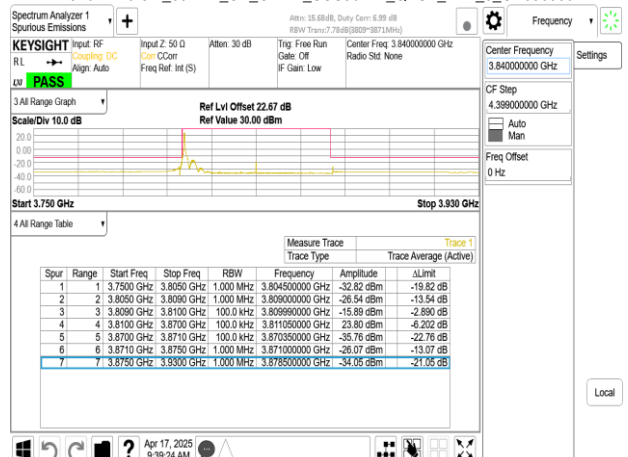 Spectrum Analyzer 1
Spurious Emissions
Attn: 15.68dB, Duty Corr: 6.99 dB
RBW Trans:7.78dB(3809~3871MHz)
Frequency
KEYSIGHT
Input: RF
Input Z: 50 Ω
Atten: 30 dB
Trig: Free Run
Center Freq: 3.840000000 GHz
RL
Coupling: DC
Corr CCorr
Gate: Off
Radio Std: None
Align: Auto
Freq Ref: Int (S)
IF Gain: Low
LXI
PASS
Center Frequency
3.840000000 GHz
Settings
CF Step
4.399000000 GHz
Auto
Man
Freq Offset
0 Hz
3 All Range Graph
Ref Lvl Offset 22.67 dB
Scale/Div 10.0 dB
Ref Value 30.00 dBm
20.0
0.00
-20.0
-40.0
-60.0
Start 3.750 GHz
Stop 3.930 GHz
4 All Range Table
Measure Trace Trace 1
Trace Type Trace Average (Active)
Spur Range Start Freq Stop Freq RBW Frequency Amplitude ΔLimit
1 1 3.7500 GHz 3.8050 GHz 1.000 MHz 3.804500000 GHz -32.82 dBm -19.82 dB
2 2 3.8050 GHz 3.8090 GHz 1.000 MHz 3.809000000 GHz -26.54 dBm -13.54 dB
3 3 3.8090 GHz 3.8100 GHz 100.0 kHz 3.809990000 GHz -15.89 dBm -2.890 dB
4 4 3.8100 GHz 3.8700 GHz 100.0 kHz 3.811050000 GHz 23.80 dBm -6.202 dB
5 5 3.8700 GHz 3.8710 GHz 100.0 kHz 3.870350000 GHz -35.76 dBm -22.76 dB
6 6 3.8710 GHz 3.8750 GHz 1.000 MHz 3.871000000 GHz -26.07 dBm -13.07 dB
7 7 3.8750 GHz 3.9300 GHz 1.000 MHz 3.878500000 GHz -34.05 dBm -21.05 dB
Local
Apr 17, 2025
9:39:24 AM